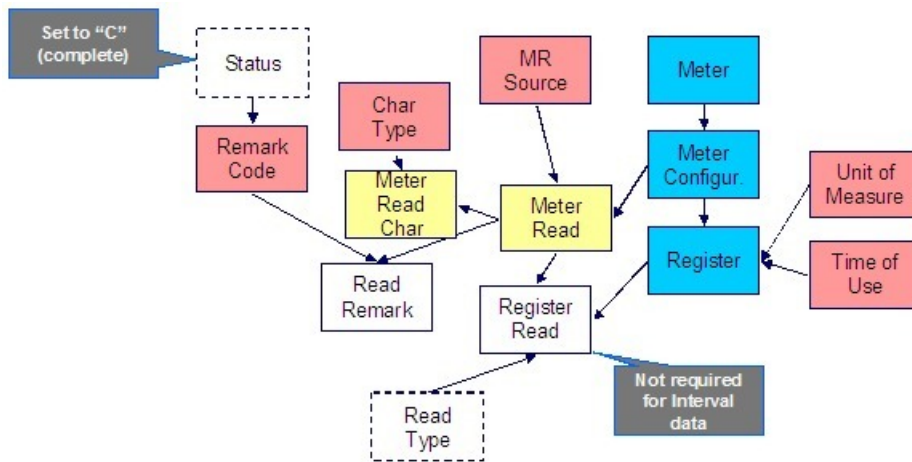 Set to “C”
(complete)
Status
MR
Source
Meter
Char
Type
Remark
Code
Meter
Configur.
Unit of
Measure
Meter
Read
Char
Meter
Read
Register
Time of
Use
Read
Remark
Register
Read
Not required
for Interval
data
Read
Type